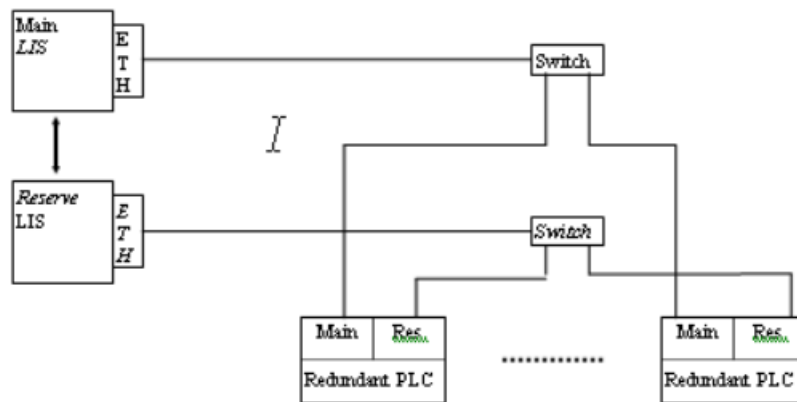 Main
LIS
E
T
H
Switch
Reserve
LIS
E
T
H
Switch
Main Res.
Redundant PLC
Main Res.
Redundant PLC